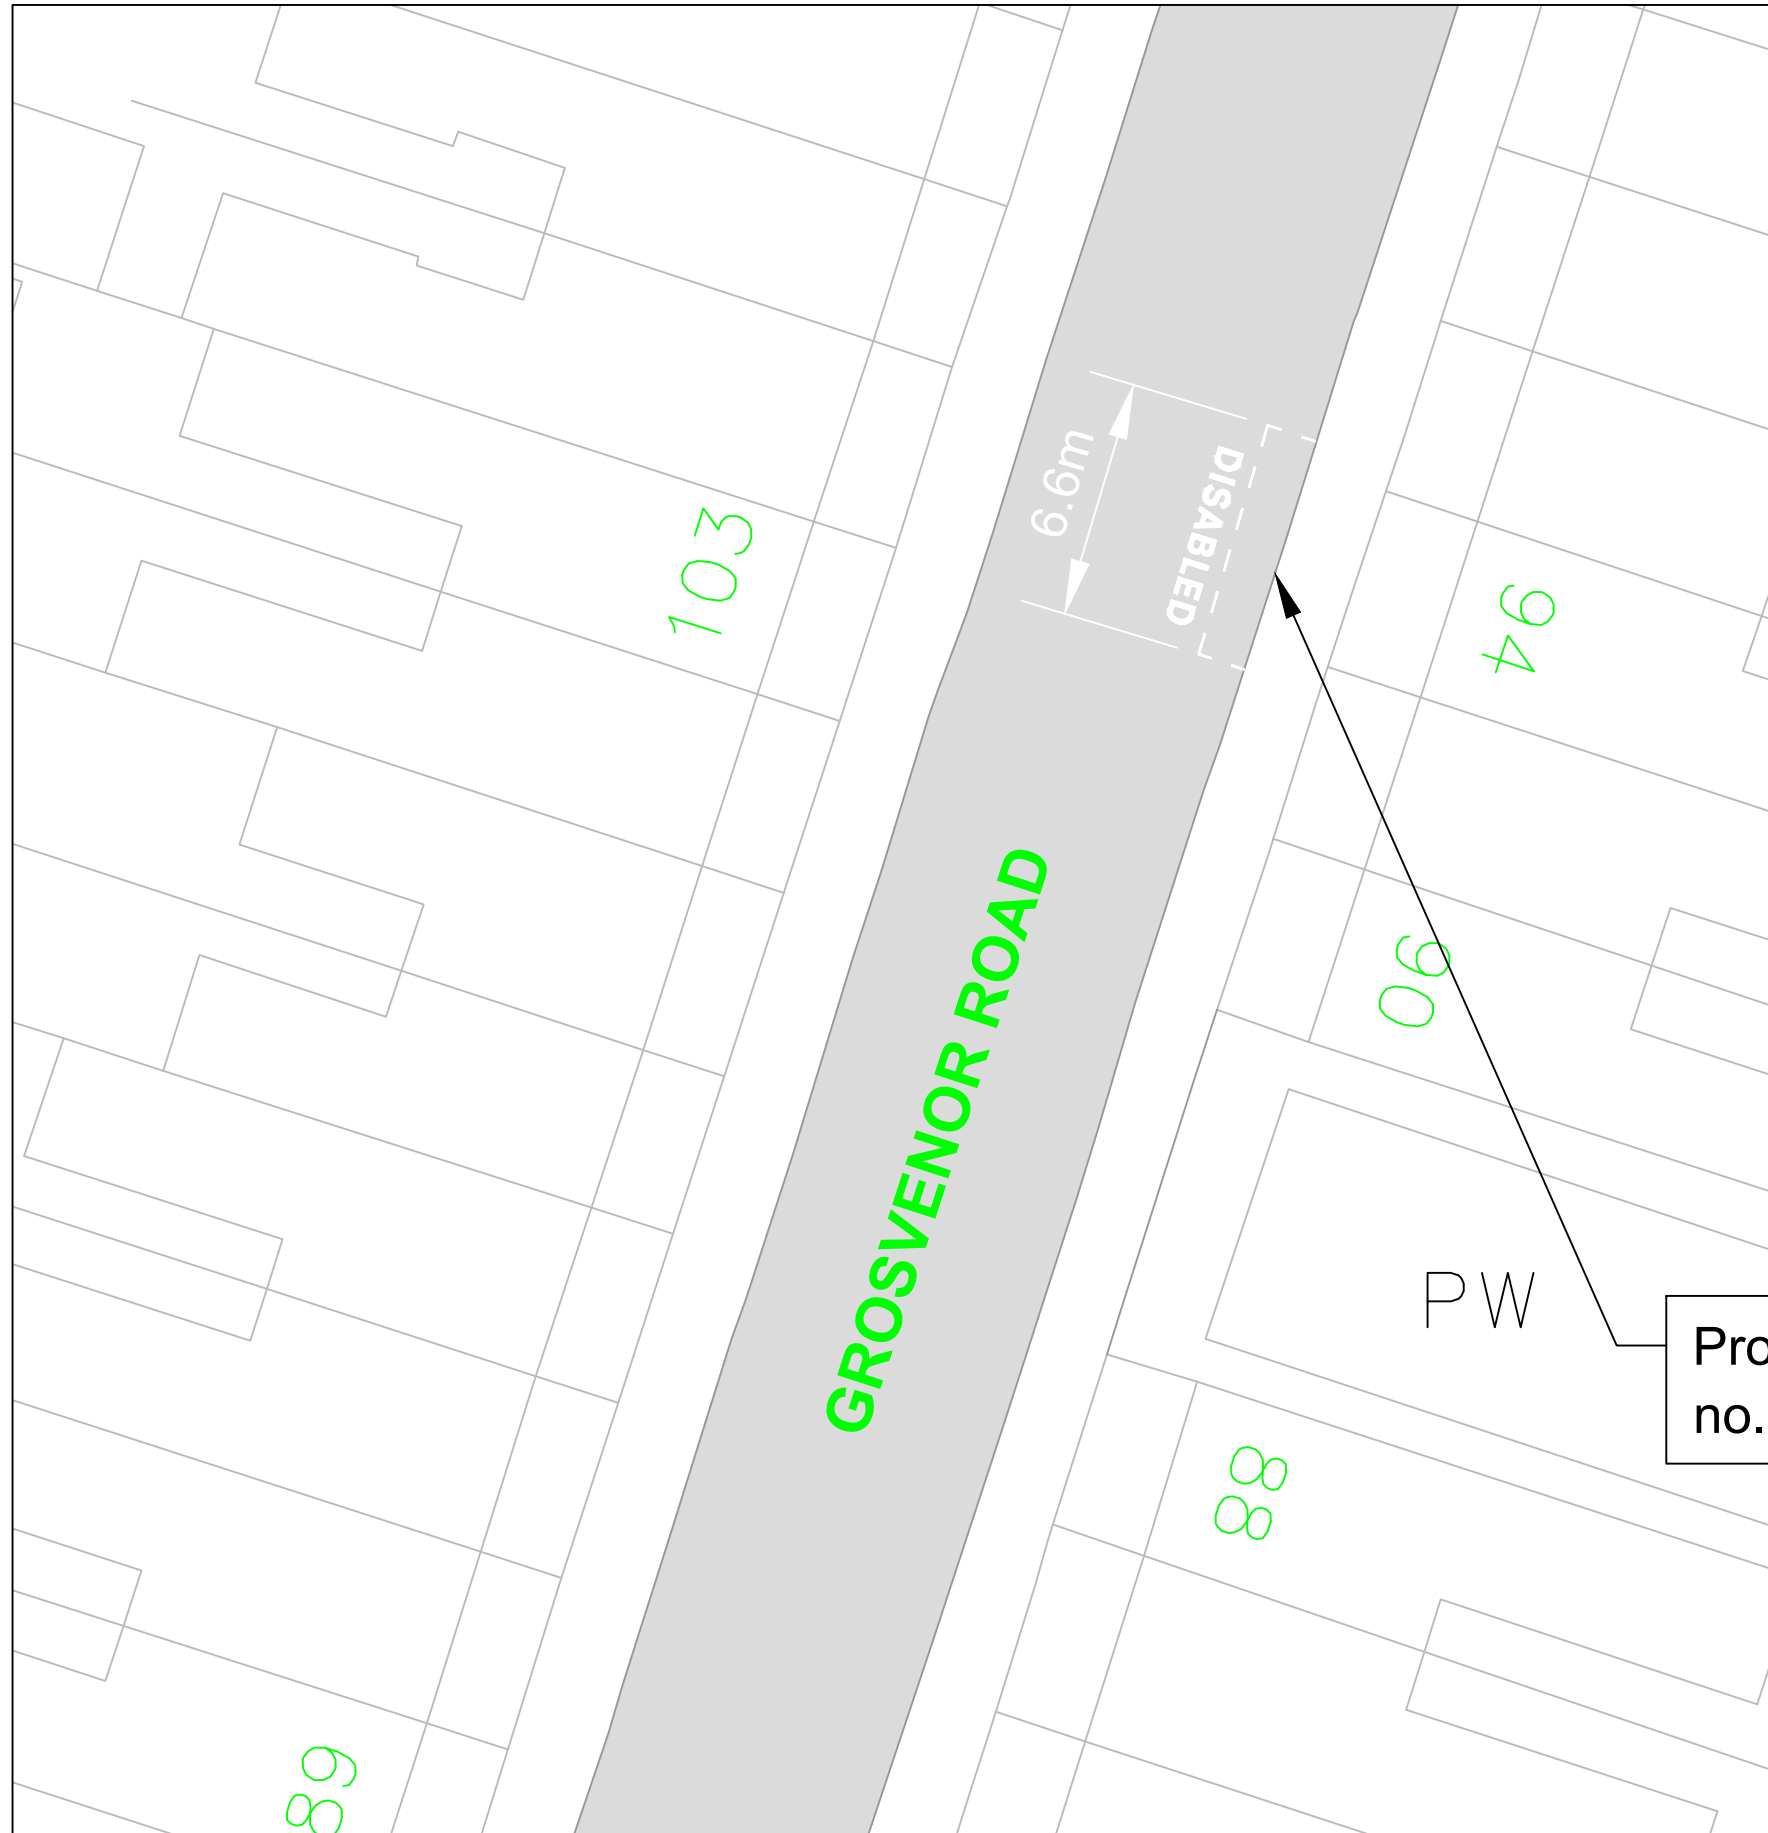 103
6.6m
DISABLED
94
GROSVENOR ROAD
90
PW
Pro
no.
88
89